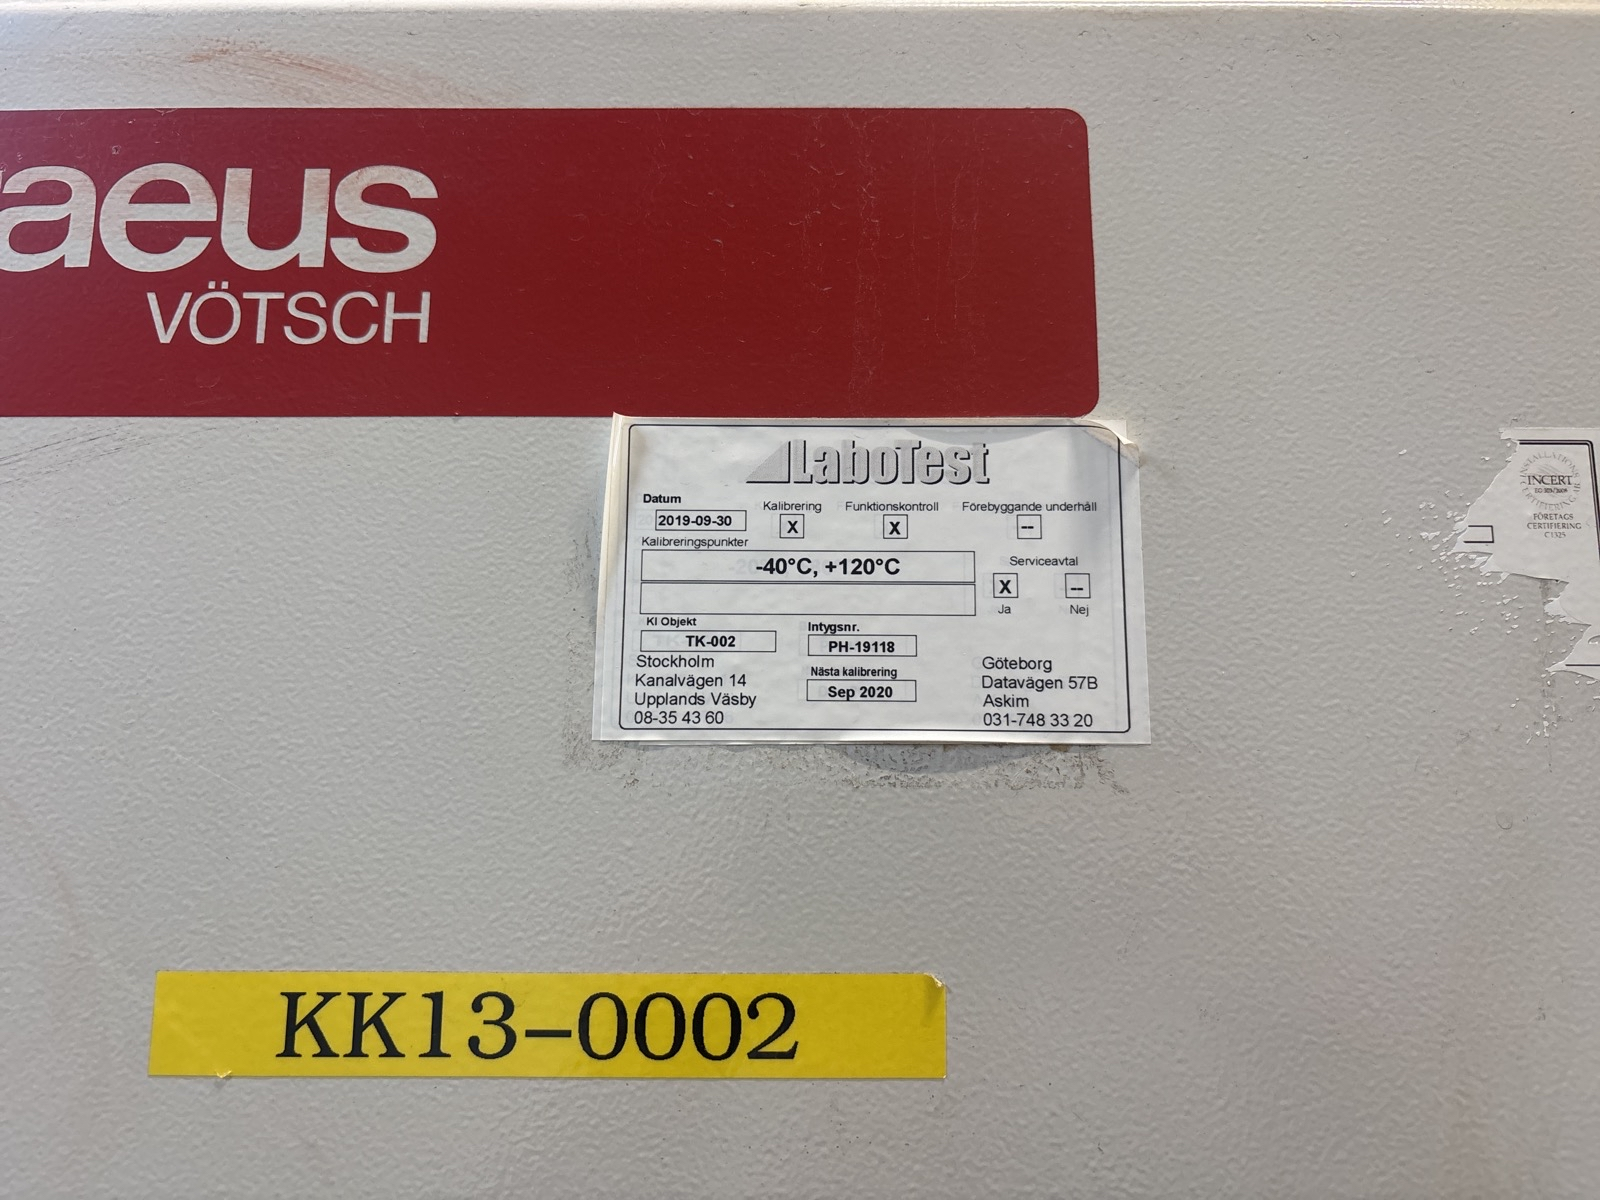 aeus
VÖTSCH
LaboTest
Datum
Kalibrering Funktionskontroll Förebyggande underhåll
2019-09-30 X X --
Kalibreringspunkter
-40°C, +120°C
Serviceavtal
X --
Ja Nej
KI Objekt
TK-002
Intygsnr.
PH-19118
Nästa kalibrering
Sep 2020
Stockholm
Kanalvägen 14
Upplands Väsby
08-35 43 60
Göteborg
Datavägen 57B
Askim
031-748 33 20
INCERT
FÖRETAGS
CERTIFIERING
C1325
KK13-0002